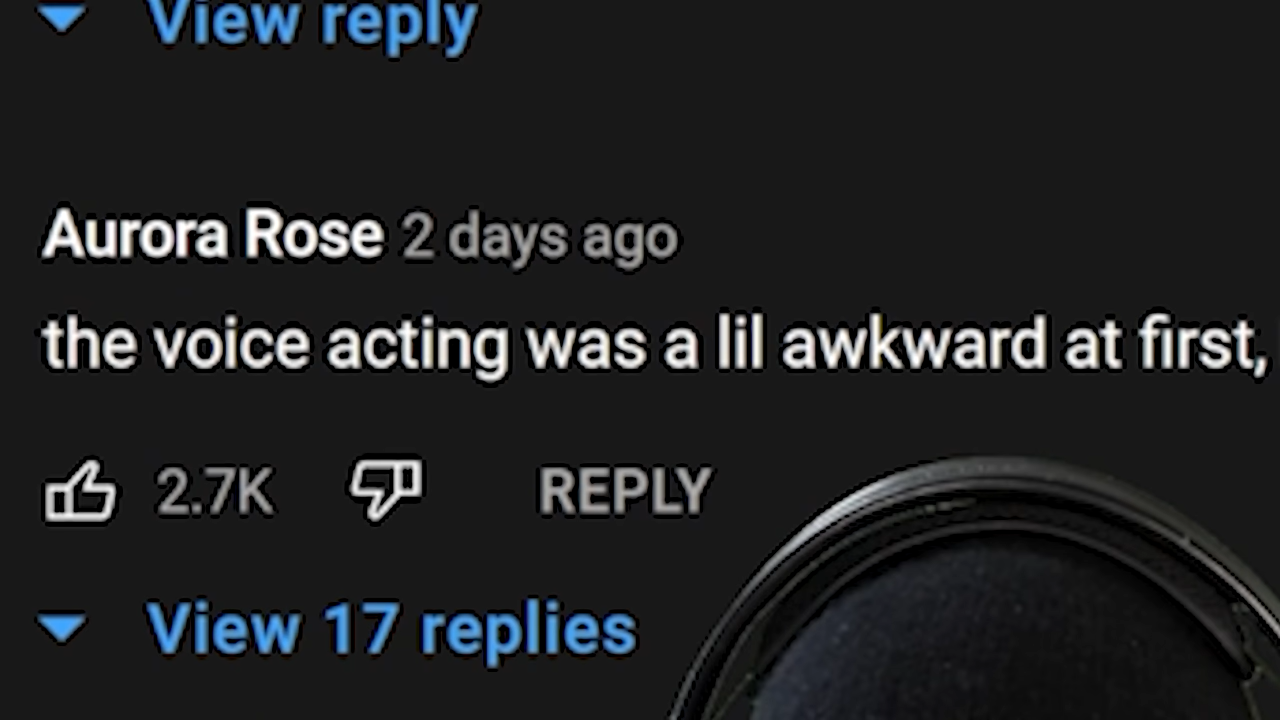 View reply
Aurora Rose 2 days ago
the voice acting was a lil awkward at first,
2.7K REPLY
View 17 replies